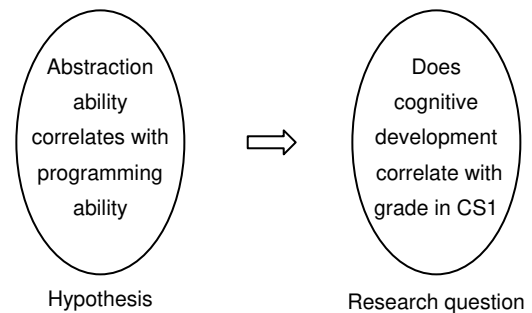 Abstraction
ability
correlates with
programming
ability
Hypothesis
Does
cognitive
development
correlate with
grade in CS1
Research question